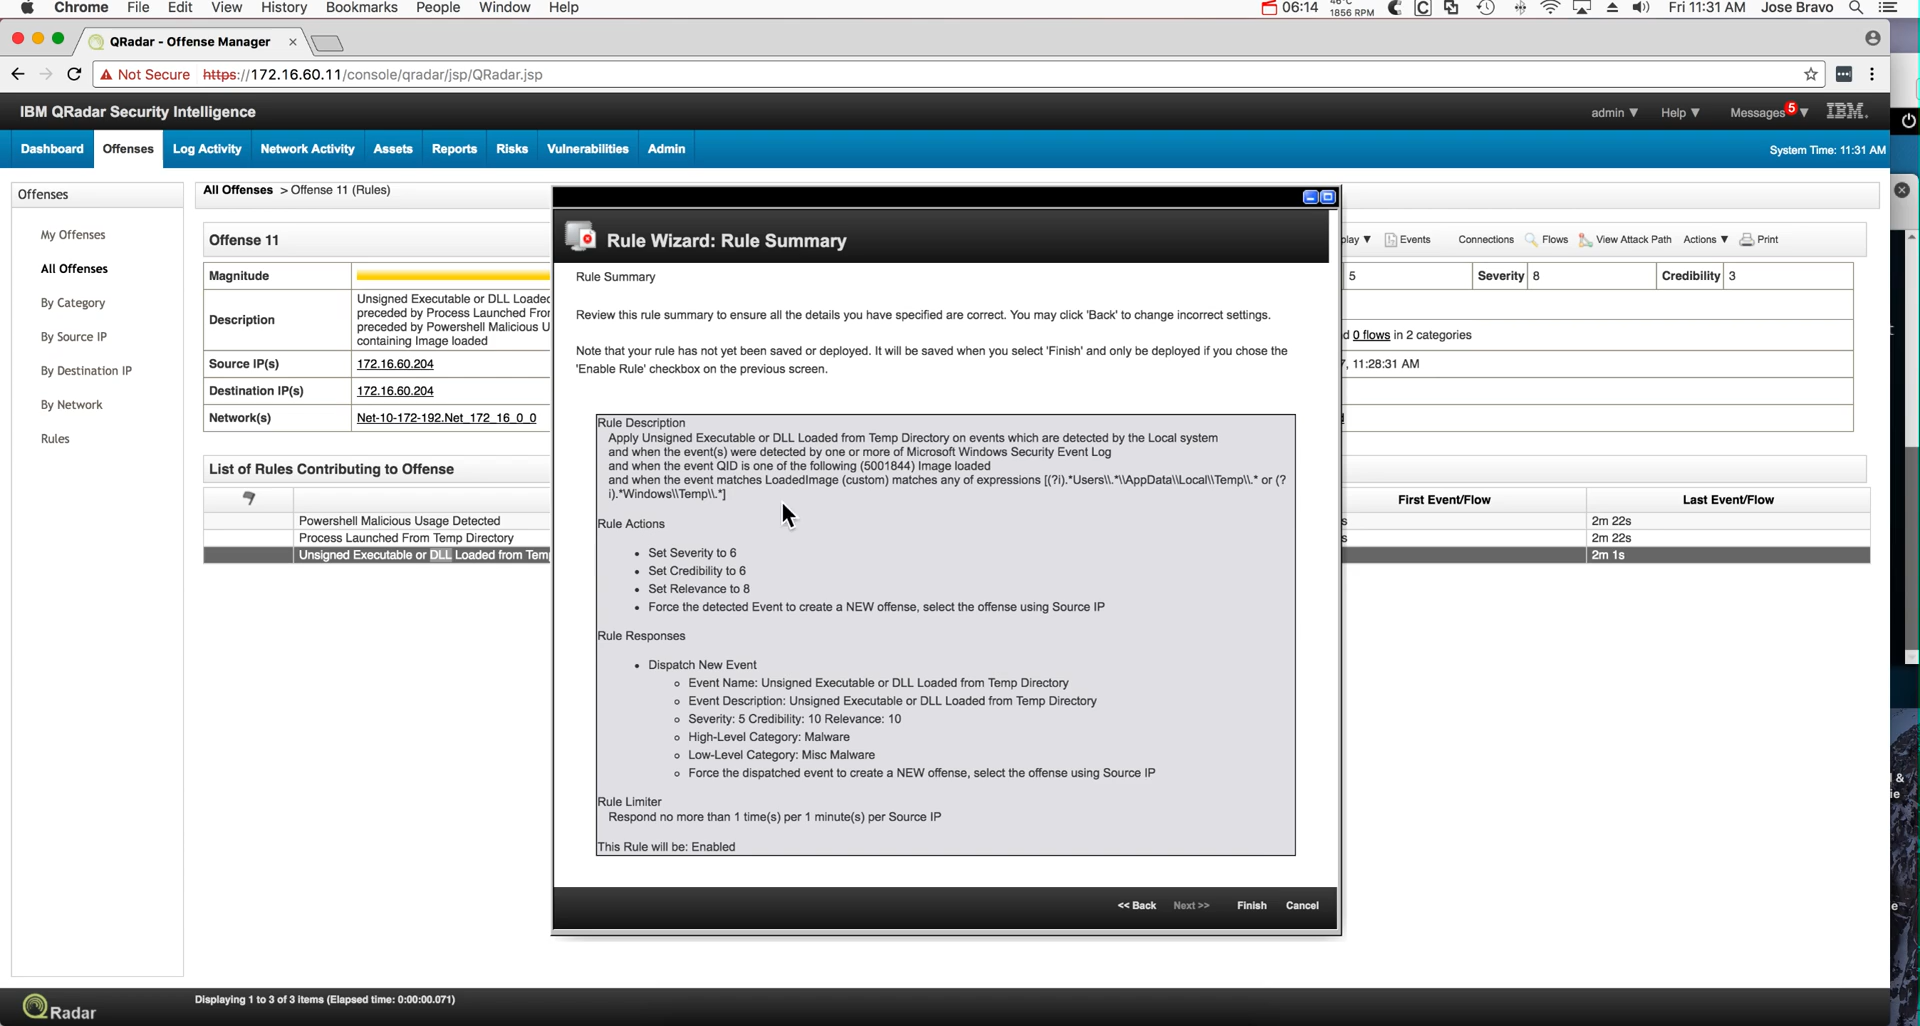 Chrome File Edit View History Bookmarks People Window Help 06:14 46°C 1856 RPM Fri 11:31 AM Jose Bravo
QRadar - Offense Manager
Not Secure https://172.16.60.11/console/qradar/jsp/QRadar.jsp
IBM QRadar Security Intelligence admin ▼ Help ▼ Messages 5 ▼ IBM.
Dashboard Offenses Log Activity Network Activity Assets Reports Risks Vulnerabilities Admin System Time: 11:31 AM
Offenses
My Offenses
All Offenses
By Category
By Source IP
By Destination IP
By Network
Rules
All Offenses > Offense 11 (Rules)
Offense 11
play ▼ Events Connections Flows View Attack Path Actions ▼ Print
Magnitude
5 Severity 8 Credibility 3
Description
Unsigned Executable or DLL Loaded
preceded by Process Launched From
preceded by Powershell Malicious U
containing Image loaded
d 0 flows in 2 categories
Source IP(s) 172.16.60.204
7, 11:28:31 AM
Destination IP(s) 172.16.60.204
Network(s) Net-10-172-192.Net_172_16_0_0
List of Rules Contributing to Offense
First Event/Flow Last Event/Flow
Powershell Malicious Usage Detected s 2m 22s
Process Launched From Temp Directory s 2m 22s
Unsigned Executable or DLL Loaded from Tem 2m 1s
Rule Wizard: Rule Summary
Rule Summary
Review this rule summary to ensure all the details you have specified are correct. You may click 'Back' to change incorrect settings.
Note that your rule has not yet been saved or deployed. It will be saved when you select 'Finish' and only be deployed if you chose the
'Enable Rule' checkbox on the previous screen.
Rule Description
Apply Unsigned Executable or DLL Loaded from Temp Directory on events which are detected by the Local system
and when the event(s) were detected by one or more of Microsoft Windows Security Event Log
and when the event QID is one of the following (5001844) Image loaded
and when the event matches LoadedImage (custom) matches any of expressions [(?i).*Users\\.*\\AppData\\Local\\Temp\\.* or (?
i).*Windows\\Temp\\.*]
Rule Actions
• Set Severity to 6
• Set Credibility to 6
• Set Relevance to 8
• Force the detected Event to create a NEW offense, select the offense using Source IP
Rule Responses
• Dispatch New Event
○ Event Name: Unsigned Executable or DLL Loaded from Temp Directory
○ Event Description: Unsigned Executable or DLL Loaded from Temp Directory
○ Severity: 5 Credibility: 10 Relevance: 10
○ High-Level Category: Malware
○ Low-Level Category: Misc Malware
○ Force the dispatched event to create a NEW offense, select the offense using Source IP
Rule Limiter
Respond no more than 1 time(s) per 1 minute(s) per Source IP
This Rule will be: Enabled
<< Back Next >> Finish Cancel
QRadar
Displaying 1 to 3 of 3 items (Elapsed time: 0:00:00.071)